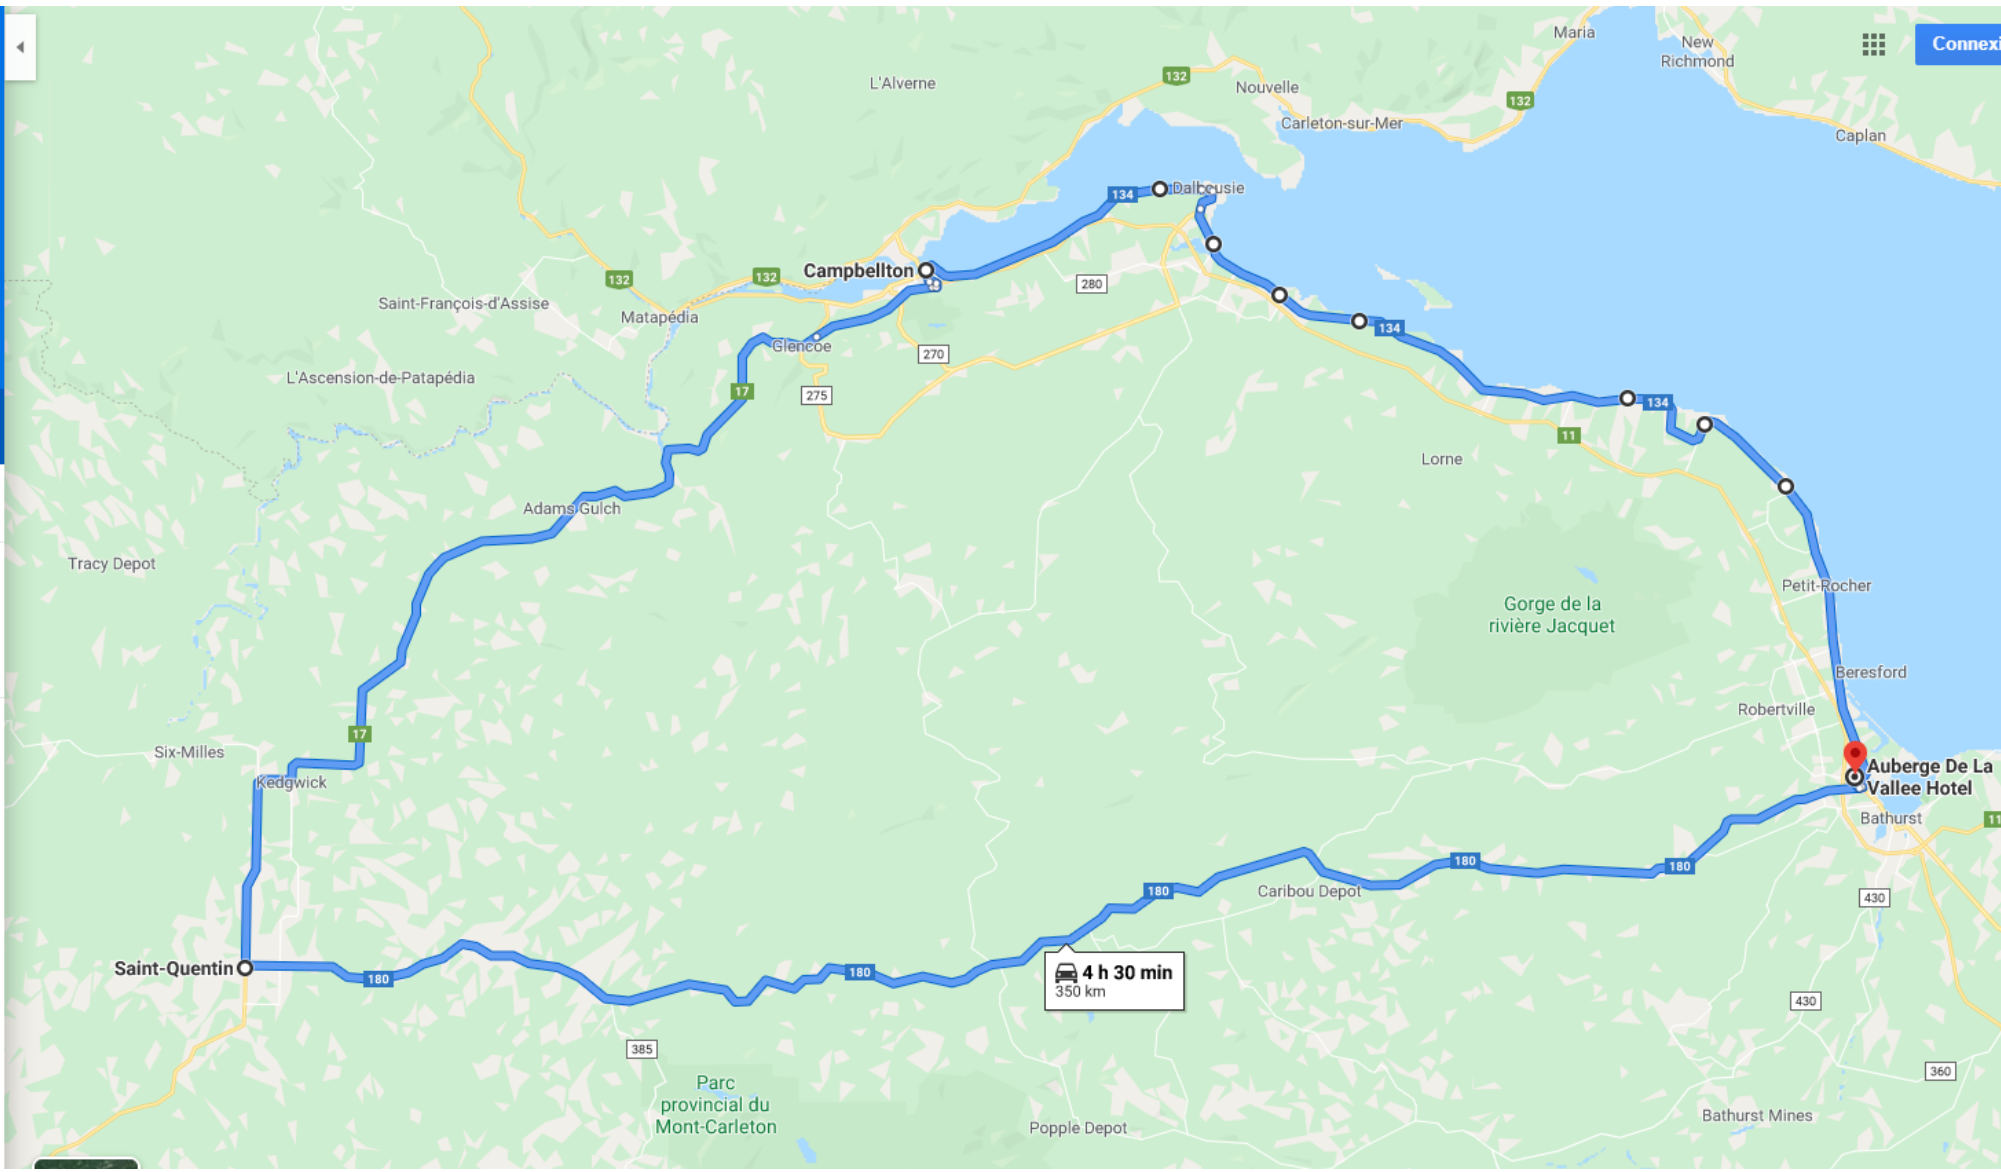 Maria
New
Richmond
Connexi
132
L'Alverne
Nouvelle
132
Carleton-sur-Mer
Caplan
134
Dalhousie
Campbellton
132
132
280
Saint-François-d'Assise
Matapédia
134
Glencoe
270
L'Ascension-de-Patapédia
17
275
134
11
Lorne
Adams Gulch
Tracy Depot
Petit-Rocher
Gorge de la
rivière Jacquet
Beresford
Robertville
17
Six-Milles
Kedgwick
Auberge De La
Vallee Hotel
Bathurst
11
180
180
180
Caribou Depot
430
Saint-Quentin
180
180
4 h 30 min
350 km
430
385
360
Parc
provincial du
Mont-Carleton
Bathurst Mines
Popple Depot